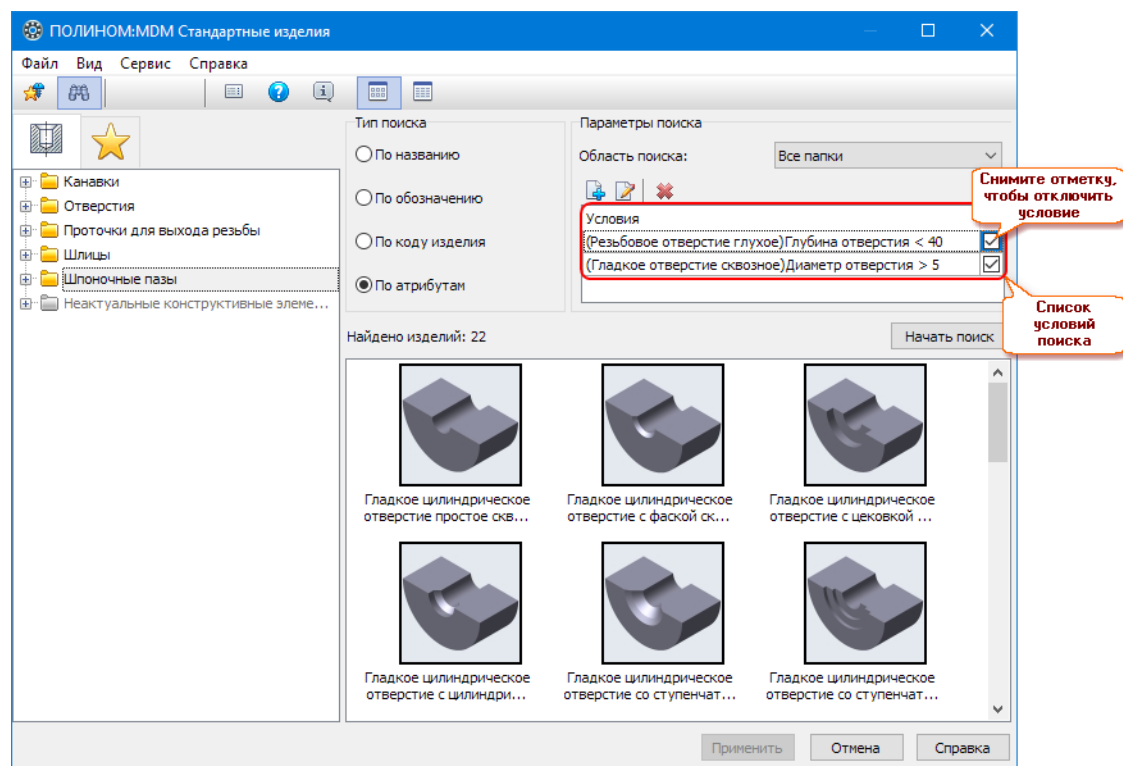 ПОЛИНОМ:MDM Стандартные изделия
Файл Вид Сервис Справка
Канавки
Отверстия
Проточки для выхода резьбы
Шлицы
Шпоночные пазы
Неактуальные конструктивные элеме...
Тип поиска
По названию
По обозначению
По коду изделия
По атрибутам
Параметры поиска
Область поиска: Все папки
Условия
(Резьбовое отверстие глухое)Глубина отверстия < 40
(Гладкое отверстие сквозное)Диаметр отверстия > 5
Снимите отметку,
чтобы отключить
условие
Список
условий
поиска
Найдено изделий: 22
Начать поиск
Гладкое цилиндрическое
отверстие простое скв...
Гладкое цилиндрическое
отверстие с фаской ск...
Гладкое цилиндрическое
отверстие с цековкой ...
Гладкое цилиндрическое
отверстие с цилиндри...
Гладкое цилиндрическое
отверстие со ступенчат...
Гладкое цилиндрическое
отверстие со ступенчат...
Применить
Отмена
Справка